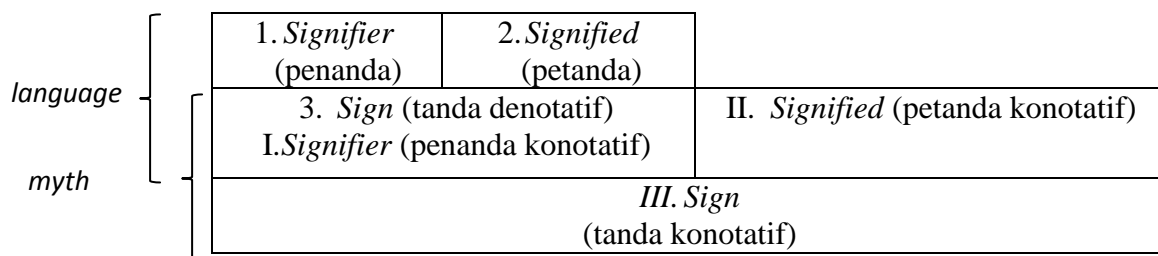 1. Signifier
(penanda)
2. Signified
(petanda)
language
3. Sign (tanda denotatif)
I.Signifier (penanda konotatif)
II. Signified (petanda konotatif)
myth
III. Sign
(tanda konotatif)